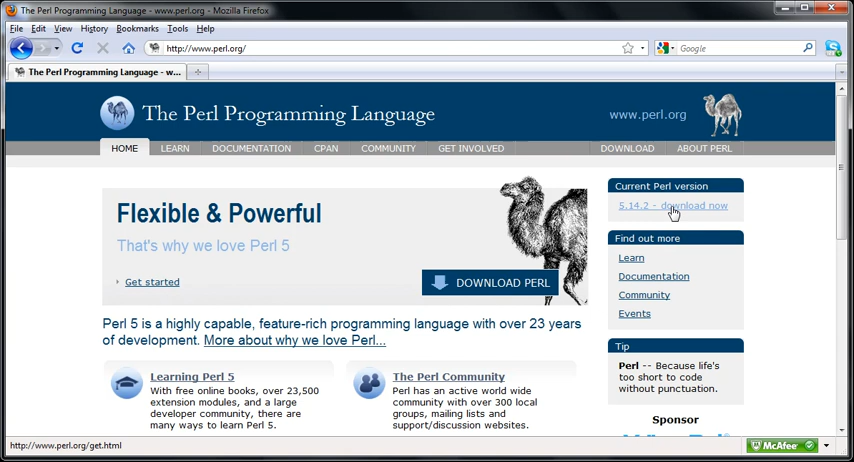 The Perl Programming Language - www.perl.org - Mozilla Firefox
File Edit View History Bookmarks Tools Help
http://www.perl.org/
Google
The Perl Programming Language - w...
The Perl Programming Language
www.perl.org
HOME LEARN DOCUMENTATION CPAN COMMUNITY GET INVOLVED DOWNLOAD ABOUT PERL
Flexible & Powerful
That's why we love Perl 5
Get started
DOWNLOAD PERL
Perl 5 is a highly capable, feature-rich programming language with over 23 years
of development. More about why we love Perl...
Learning Perl 5
With free online books, over 23,500
extension modules, and a large
developer community, there are
many ways to learn Perl 5.
The Perl Community
Perl has an active world wide
community with over 300 local
groups, mailing lists and
support/discussion websites.
Current Perl version
5.14.2 - download now
Find out more
Learn
Documentation
Community
Events
Tip
Perl -- Because life's
too short to code
without punctuation.
Sponsor
http://www.perl.org/get.html
McAfee